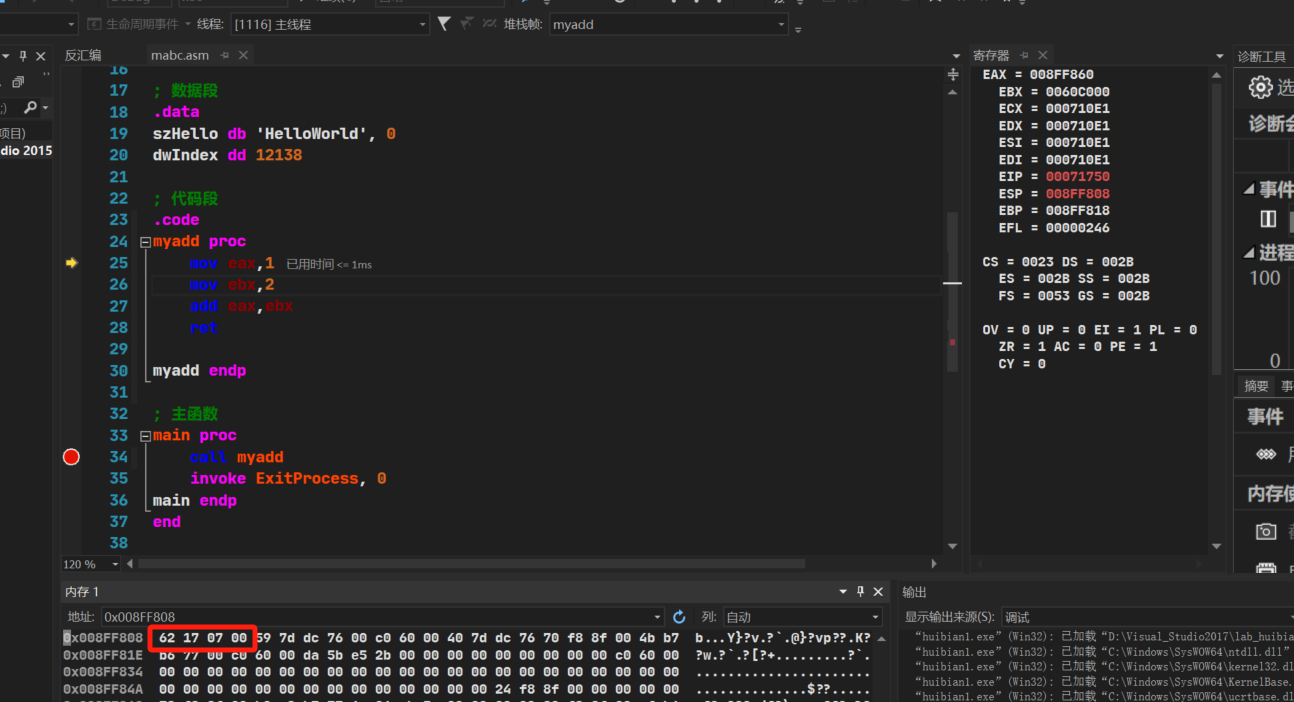 生命周期事件 线程: [1116] 主线程 堆栈帧: myadd
反汇编 mabc.asm
16
17 ; 数据段
18 .data
19 szHello db 'HelloWorld', 0
20 dwIndex dd 12138
21
22 ; 代码段
23 .code
24 myadd proc
25 mov eax,1 已用时间 <= 1ms
26 mov ebx,2
27 add eax,ebx
28 ret
29
30 myadd endp
31
32 ; 主函数
33 main proc
34 call myadd
35 invoke ExitProcess, 0
36 main endp
37 end
38
120 %
项目)
dio 2015
寄存器
EAX = 008FF860
EBX = 0060C000
ECX = 000710E1
EDX = 000710E1
ESI = 000710E1
EDI = 000710E1
EIP = 00071750
ESP = 008FF808
EBP = 008FF818
EFL = 00000246
CS = 0023 DS = 002B
ES = 002B SS = 002B
FS = 0053 GS = 002B
OV = 0 UP = 0 EI = 1 PL = 0
ZR = 1 AC = 0 PE = 1
CY = 0
诊断工具
诊断会
事件
进程
100
0
摘要 事
事件
内存使
内存 1
地址: 0x008FF808 列: 自动
0x008FF808 62 17 07 00 59 7d dc 76 00 c0 60 00 40 7d dc 76 70 f8 8f 00 4b b7 b...Y}?v.?`.@}?vp??.K?
0x008FF81E b6 77 00 c0 60 00 da 5b e5 2b 00 00 00 00 00 00 00 00 00 c0 60 00 ?w.?`.?[?+.........?`.
0x008FF834 00 00 00 00 00 00 00 00 00 00 00 00 00 00 00 00 00 00 00 00 00 00 ......................
0x008FF84A 00 00 00 00 00 00 00 00 00 00 00 00 00 00 24 f8 8f 00 00 00 00 00 ..............$??.....
输出
显示输出来源(S): 调试
“huibian1.exe” (Win32): 已加载 “D:\Visual_Studio2017\lab_huibia
“huibian1.exe” (Win32): 已加载 “C:\Windows\SysWOW64\ntdll.dll”
“huibian1.exe” (Win32): 已加载 “C:\Windows\SysWOW64\kernel32.dl
“huibian1.exe” (Win32): 已加载 “C:\Windows\SysWOW64\KernelBase.
“huibian1.exe” (Win32): 已加载 “C:\Windows\SysWOW64\ucrtbase.dl